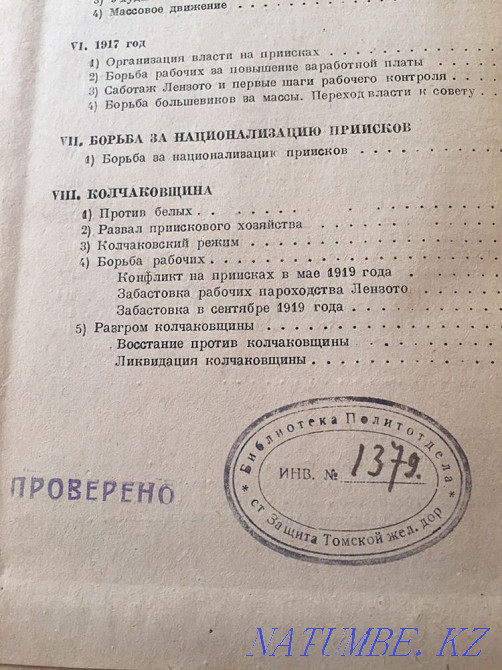 4) Массовое движение
VI. 1917 год
1) Организация власти на приисках
2) Борьба рабочих за повышение заработной платы
3) Саботаж Лензото и первые шаги рабочего контроля
4) Борьба большевиков за массы. Переход власти к совету
VII. БОРЬБА ЗА НАЦИОНАЛИЗАЦИЮ ПРИИСКОВ
1) Борьба за национализацию приисков
VIII. КОЛЧАКОВЩИНА
1) Против белых
2) Развал приискового хозяйства
3) Колчаковский режим
4) Борьба рабочих
Конфликт на приисках в мае 1919 года
Забастовка рабочих пароходства Лензото
Забастовка в сентябре 1919 года
5) Разгром колчаковщины
Восстание против колчаковщины
Ликвидация колчаковщины
ПРОВЕРЕНО
* Библиотека Политотдела *
ИНВ. № 1379.
ст Защита Томской жел. дор
NATUMBE.KZ